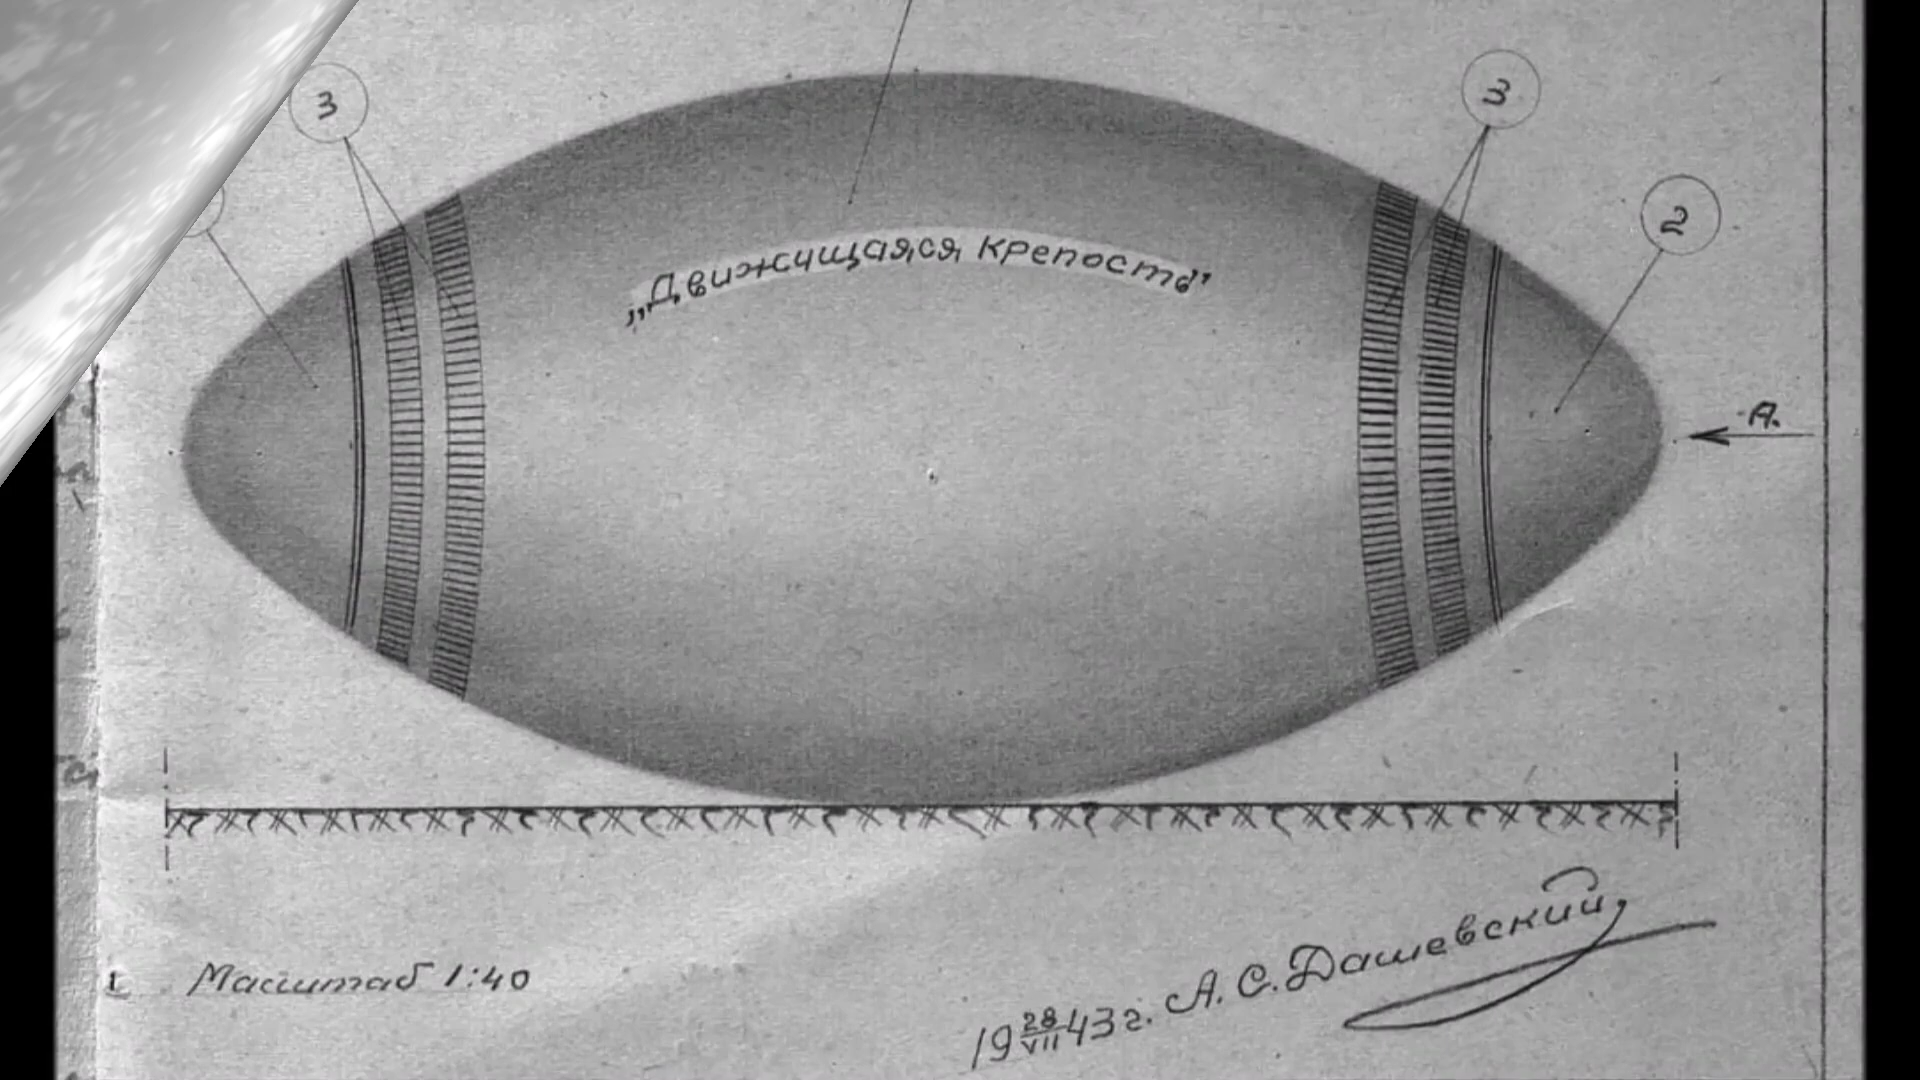 3
3
2
„Движущаяся крепость"
А.
Масштаб 1:40
19 28/VII 43 г. А. С. Дашевский